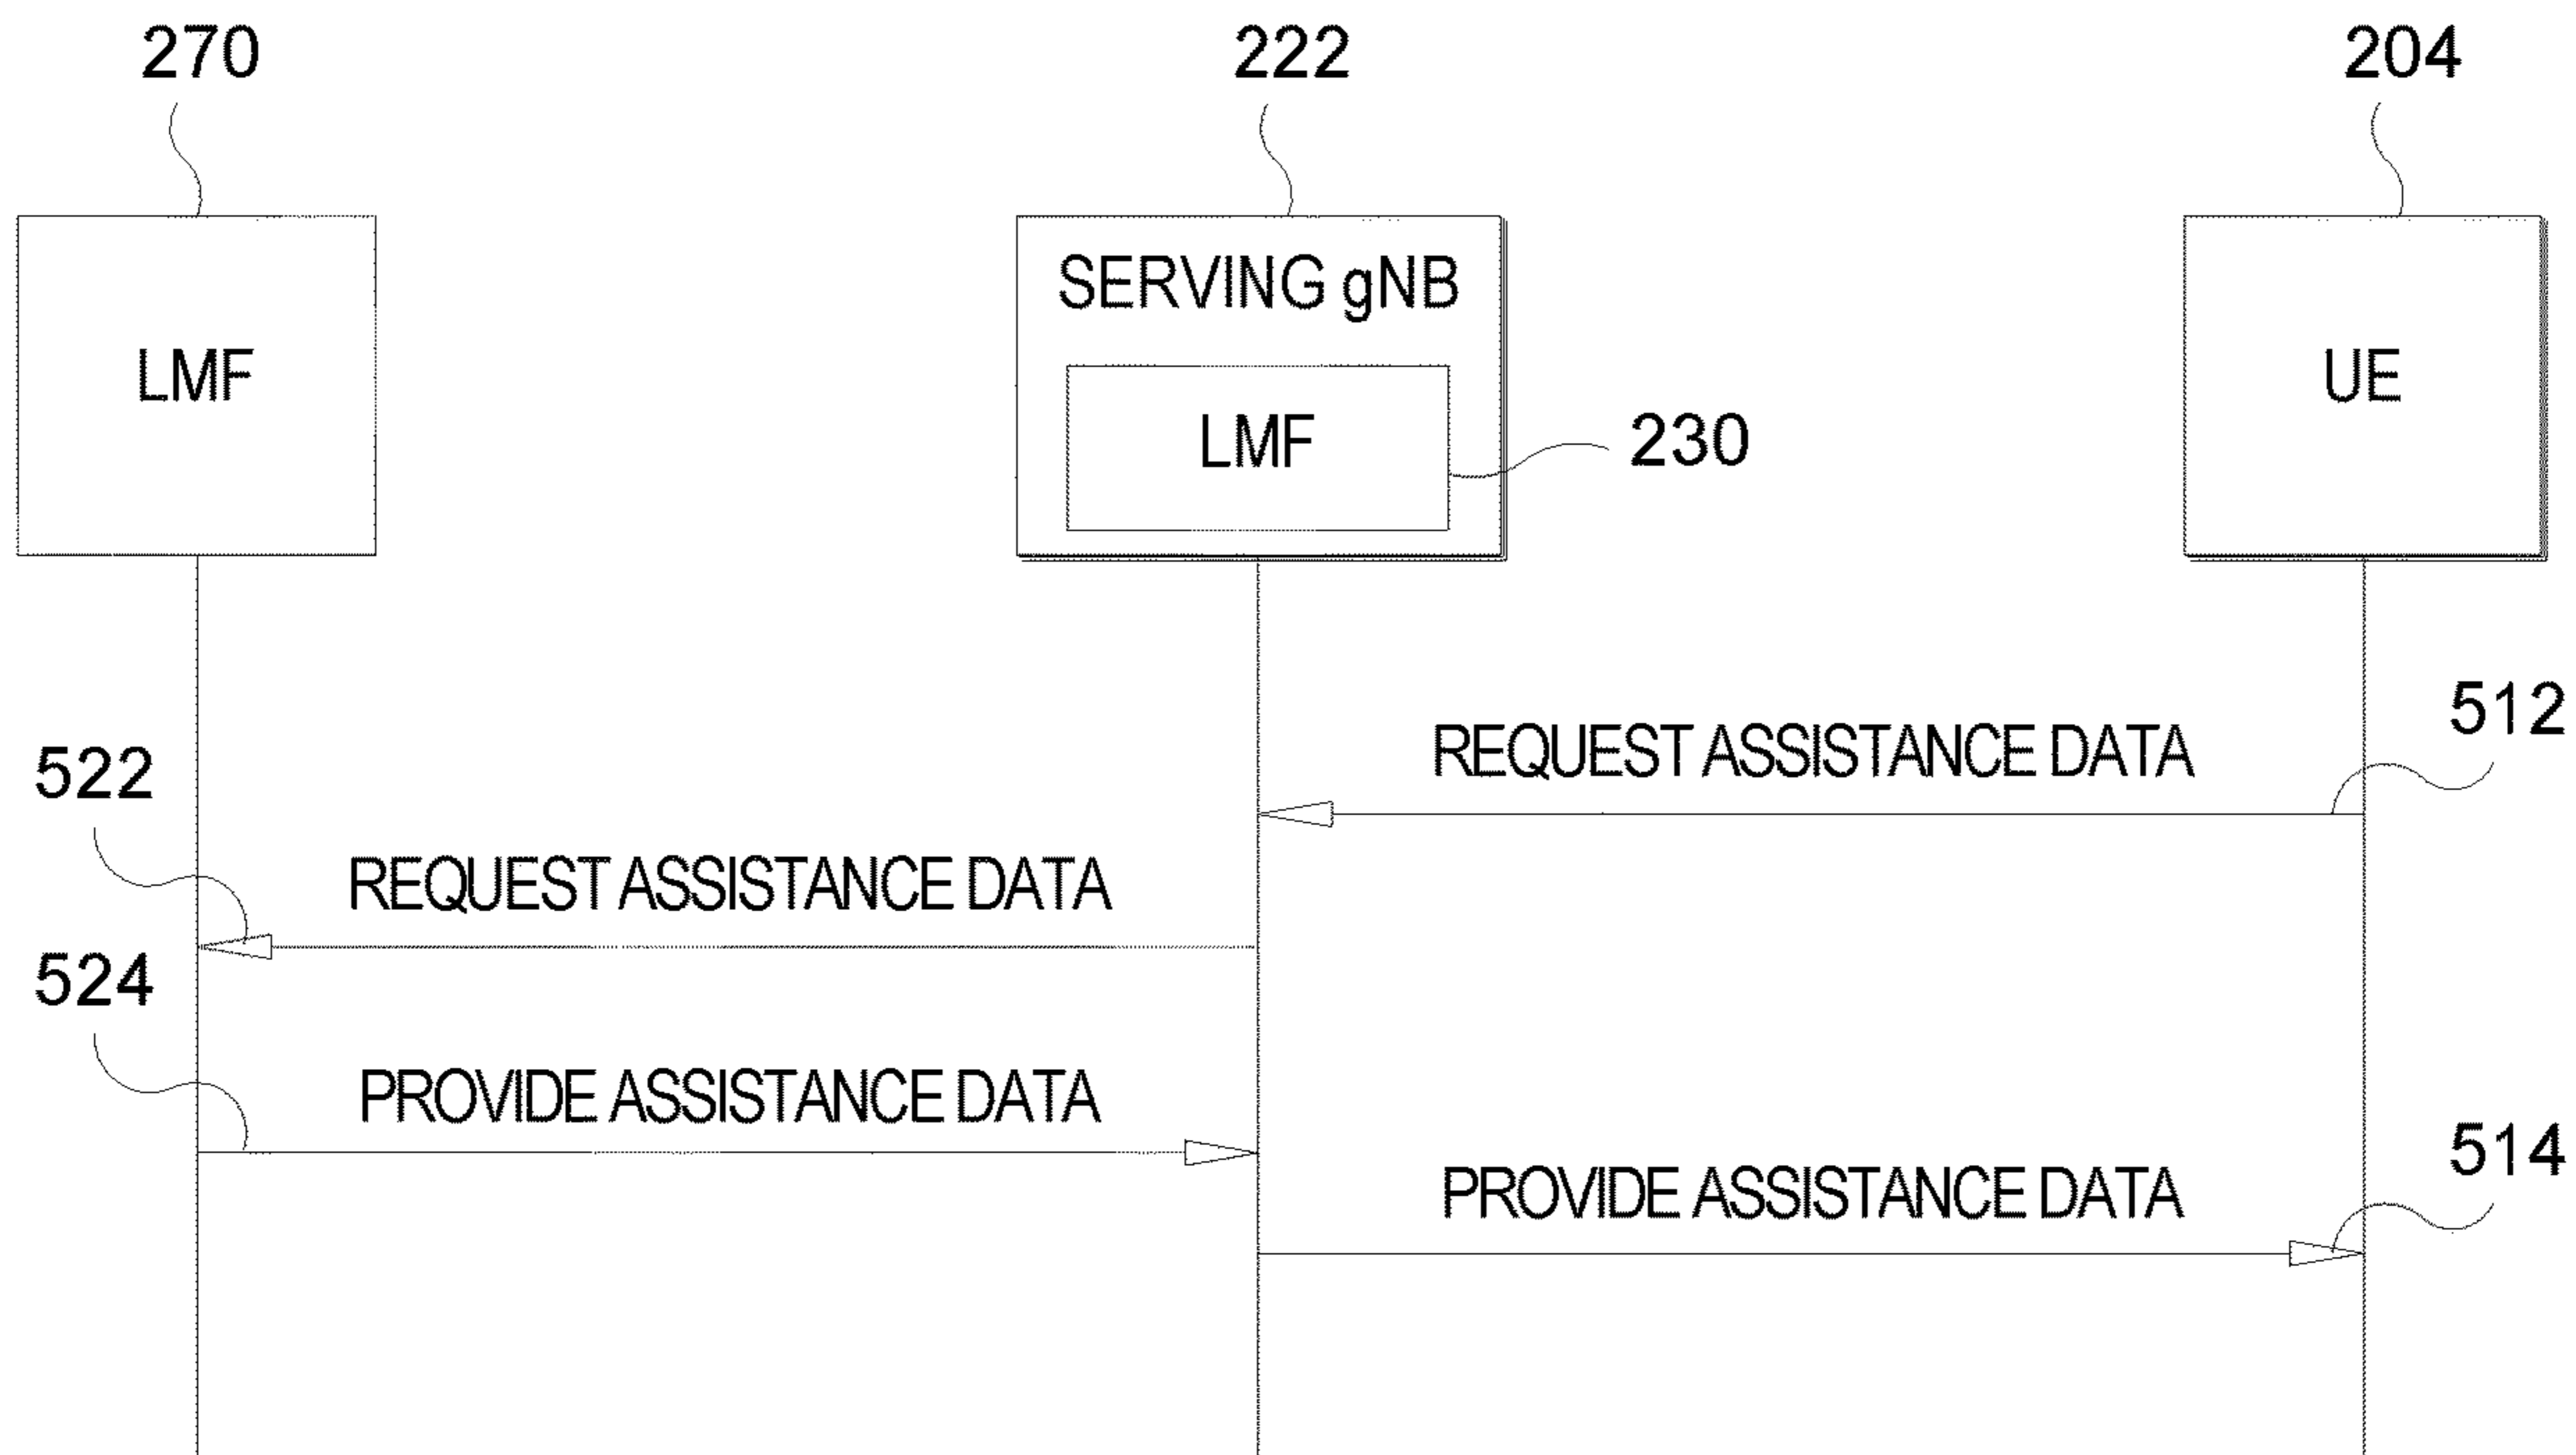 270
222
204
SERVING gNB
LMF
LMF
230
UE
512
REQUEST ASSISTANCE DATA
522
REQUEST ASSISTANCE DATA
524
PROVIDE ASSISTANCE DATA
514
PROVIDE ASSISTANCE DATA